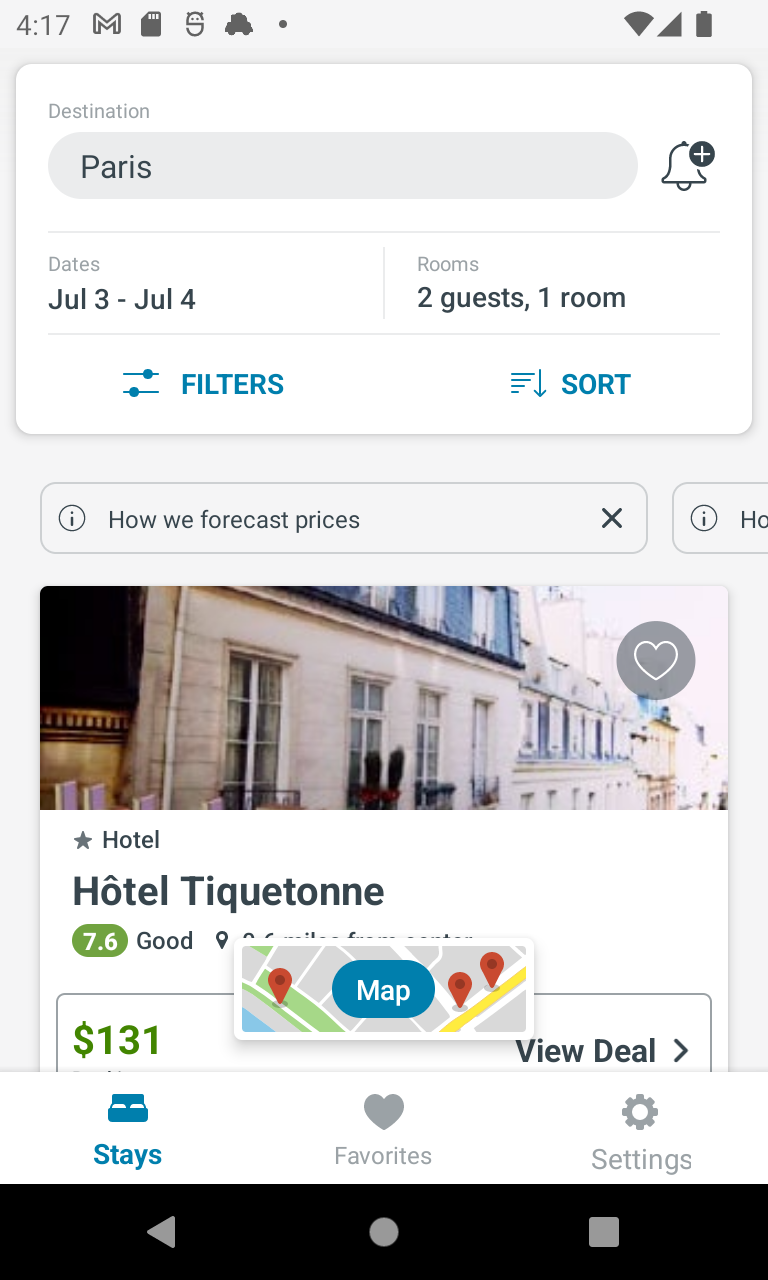 4:17
Destination
Paris
Dates
Jul 3 - Jul 4
Rooms
2 guests, 1 room
FILTERS
SORT
How we forecast prices
Ho
Hotel
Hôtel Tiquetonne
7.6 Good
Map
$131
View Deal
Stays
Favorites
Settings